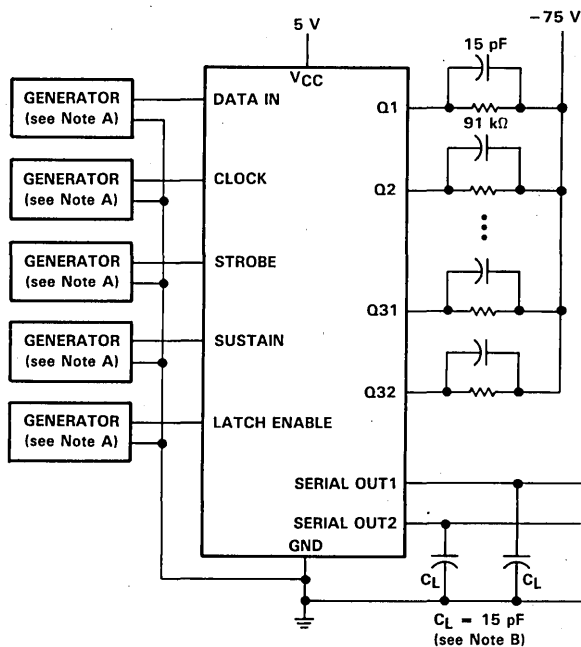 5 V
−75 V
15 pF
VCC
GENERATOR
(see Note A)
DATA IN
Q1
91 kΩ
GENERATOR
(see Note A)
CLOCK
Q2
GENERATOR
(see Note A)
STROBE
Q31
GENERATOR
(see Note A)
SUSTAIN
Q32
GENERATOR
(see Note A)
LATCH ENABLE
SERIAL OUT1
SERIAL OUT2
GND
CL
CL
CL = 15 pF
(see Note B)